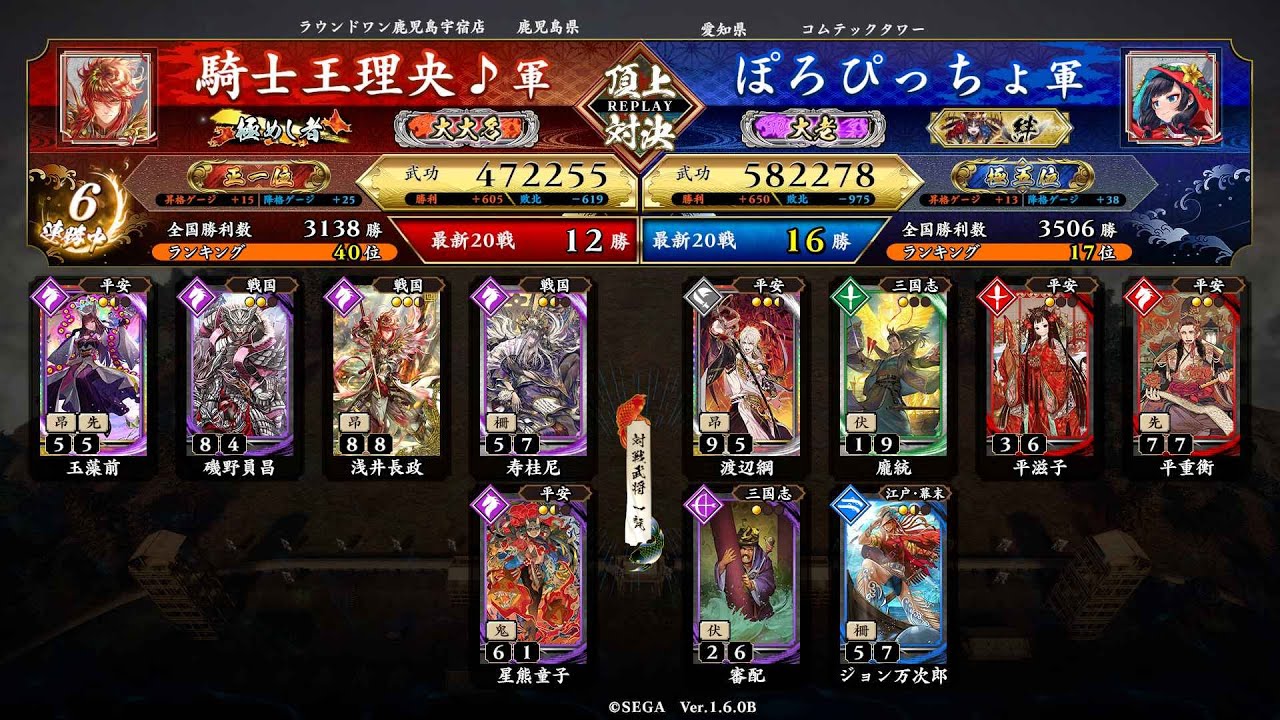 ラウンドワン鹿児島宇宿店 鹿児島県 愛知県 コムテックタワー
騎士王理央♪軍 頂上 REPLAY 対決 ぽろぴっちょ軍
極めし者 大大名 大老 絆
6 連勝中 正一位 武功 472255 武功 582278 極五位
昇格ゲージ +15 降格ゲージ +25 勝利 +605 敗北 -619 勝利 +650 敗北 -975 昇格ゲージ +13 降格ゲージ +38
全国勝利数 3138勝 最新20戦 12勝 最新20戦 16勝 全国勝利数 3506勝
ランキング 40位 ランキング 17位
平安 戦国 戦国 戦国 平安 三国志 平安 平安
昂 先 昂 柵 昂 伏 先
5 5 8 4 8 8 5 7 9 5 1 9 3 6 7 7
玉藻前 磯野員昌 浅井長政 寿桂尼 渡辺綱 龐統 平滋子 平重衡
対戦武将一覧
平安 三国志 江戸・幕末
鬼 伏 柵
6 1 2 6 5 7
星熊童子 審配 ジョン万次郎
©SEGA Ver.1.6.0B